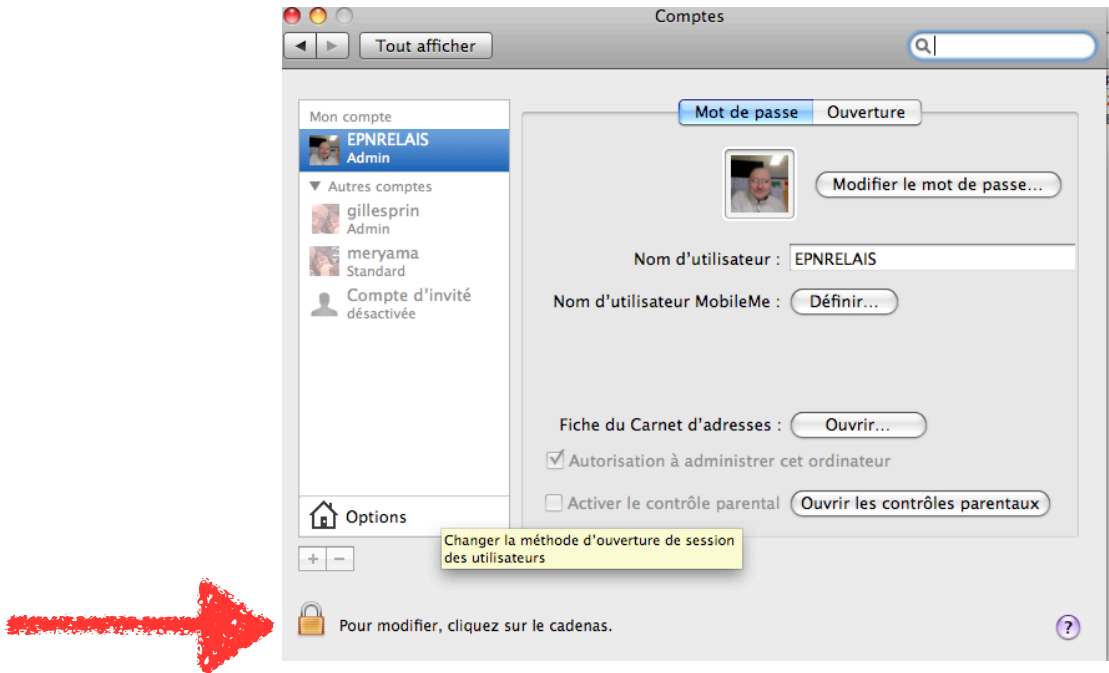 Comptes
Tout afficher
Mon compte
EPNRELAIS
Admin
Autres comptes
gillesprin
Admin
meryama
Standard
Compte d'invité
désactivée
Options
Mot de passe
Ouverture
Modifier le mot de passe...
Nom d'utilisateur :
EPNRELAIS
Nom d'utilisateur MobileMe :
Définir...
Fiche du Carnet d'adresses :
Ouvrir...
Autorisation à administrer cet ordinateur
Activer le contrôle parental
Ouvrir les contrôles parentaux
Changer la méthode d'ouverture de session
des utilisateurs
+ −
Pour modifier, cliquez sur le cadenas.
?